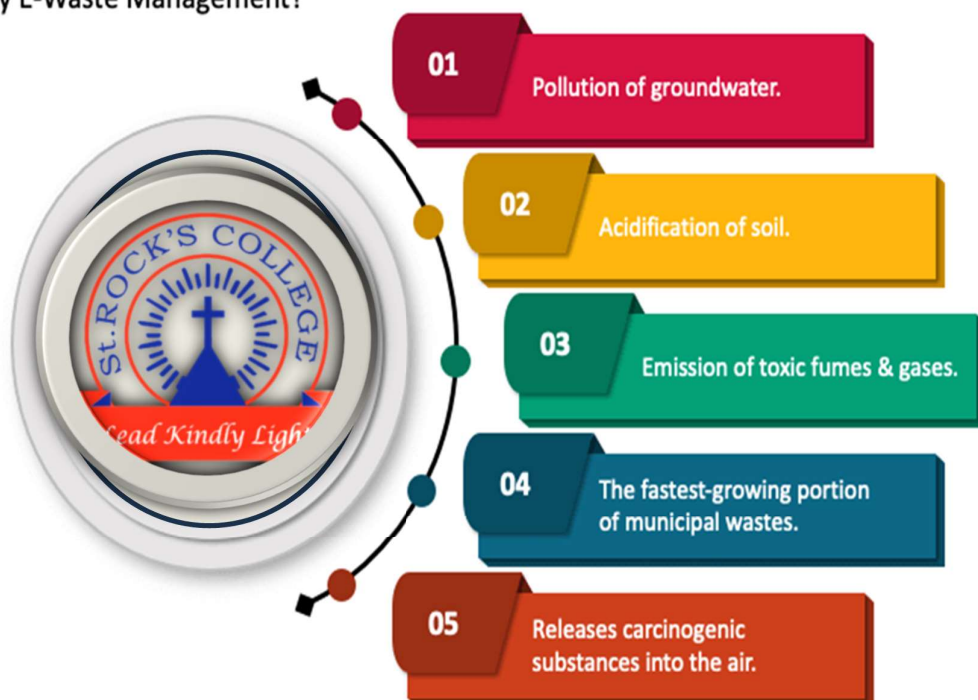 E-Waste Management?
01
Pollution of groundwater.
02
Acidification of soil.
03
Emission of toxic fumes & gases.
04
The fastest-growing portion
of municipal wastes.
05
Releases carcinogenic
substances into the air.
St.ROCK'S COLLEGE
Lead Kindly Light